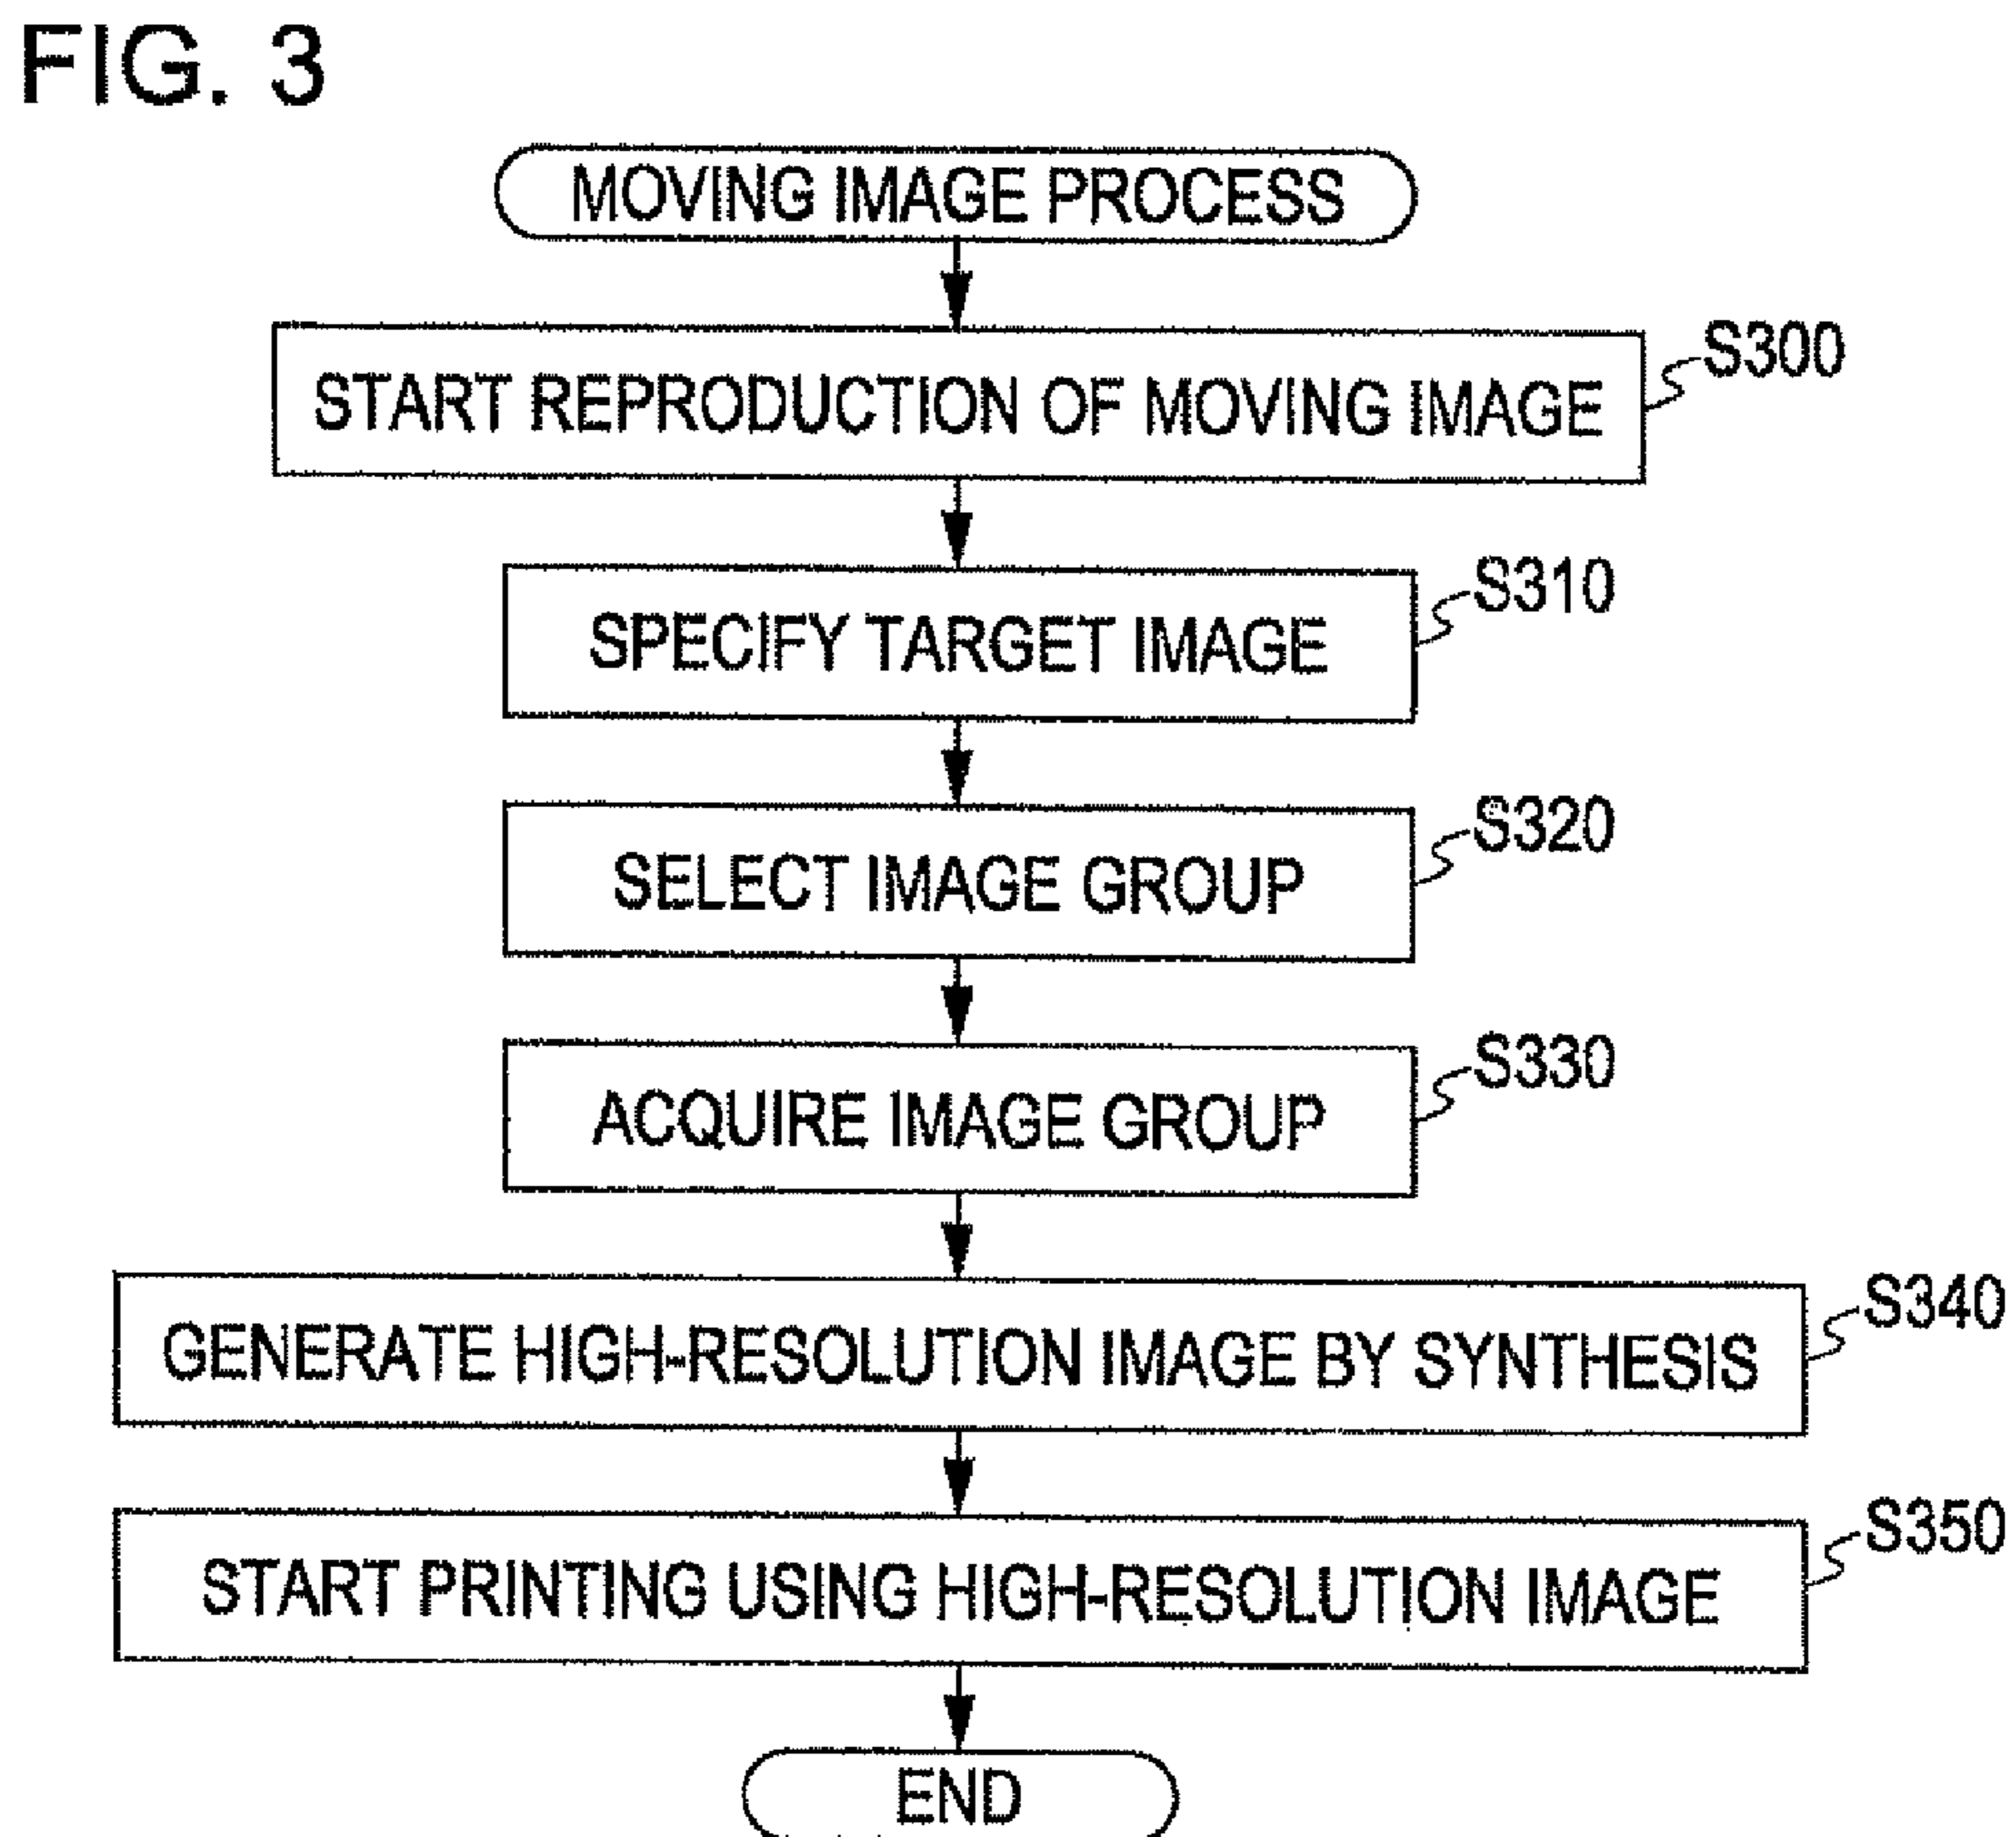 FIG. 3
MOVING IMAGE PROCESS
START REPRODUCTION OF MOVING IMAGE
S300
SPECIFY TARGET IMAGE
S310
SELECT IMAGE GROUP
S320
ACQUIRE IMAGE GROUP
S330
GENERATE HIGH-RESOLUTION IMAGE BY SYNTHESIS
S340
START PRINTING USING HIGH-RESOLUTION IMAGE
S350
END